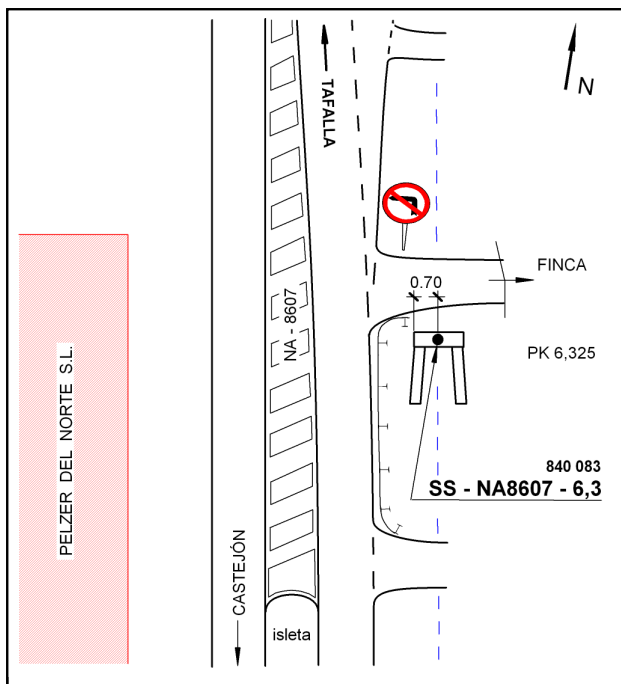 TAFALLA
N
FINCA
0.70
NA - 8607
PK 6,325
PELZER DEL NORTE S.L.
840 083
SS - NA8607 - 6,3
CASTEJÓN
isleta